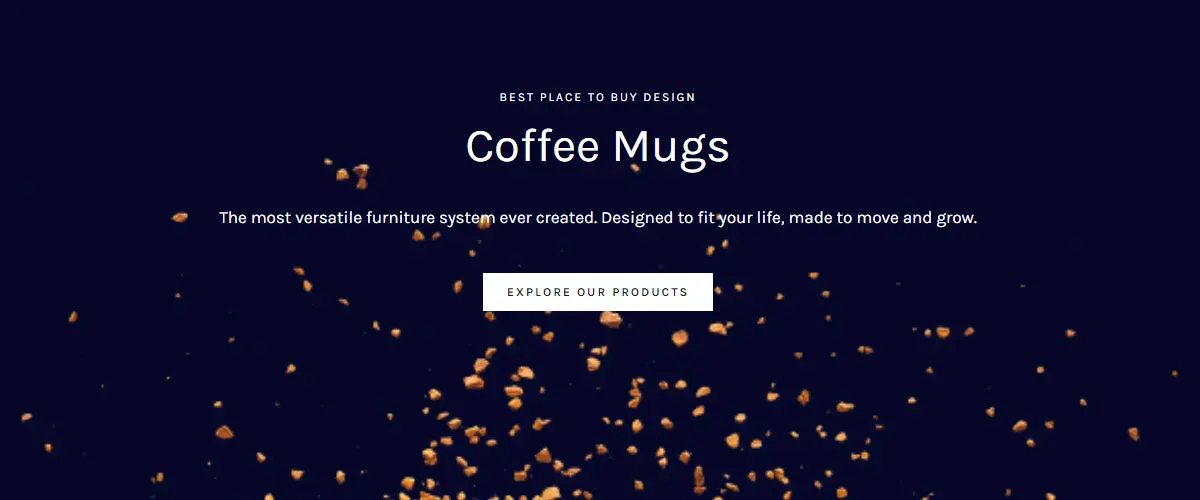 BEST PLACE TO BUY DESIGN
Coffee Mugs
The most versatile furniture system ever created. Designed to fit your life, made to move and grow.
EXPLORE OUR PRODUCTS